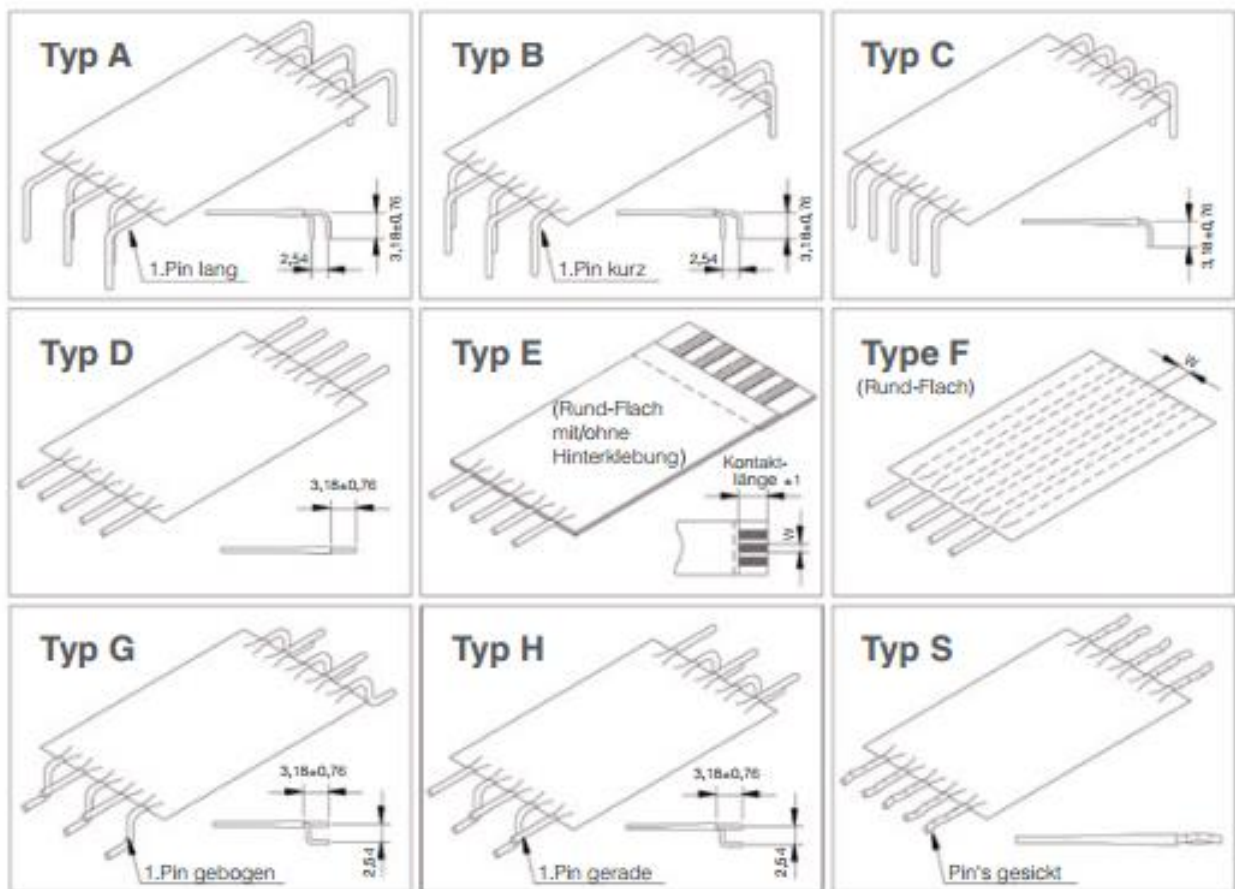 Typ A
2,54
3,18±0,76
1.Pin lang
Typ B
2,54
3,18±0,76
1.Pin kurz
Typ C
3,18±0,76
Typ D
3,18±0,76
Typ E
(Rund-Flach
mit/ohne
Hinterklebung)
Kontakt-
länge ±1
W
Type F
(Rund-Flach)
W
Typ G
3,18±0,76
2,54
1.Pin gebogen
Typ H
3,18±0,76
2,54
1.Pin gerade
Typ S
Pin's gesickt